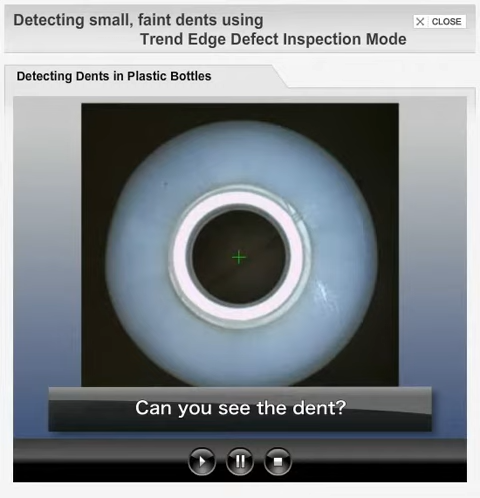 Detecting small, faint dents using
Trend Edge Defect Inspection Mode
CLOSE
Detecting Dents in Plastic Bottles
Can you see the dent?